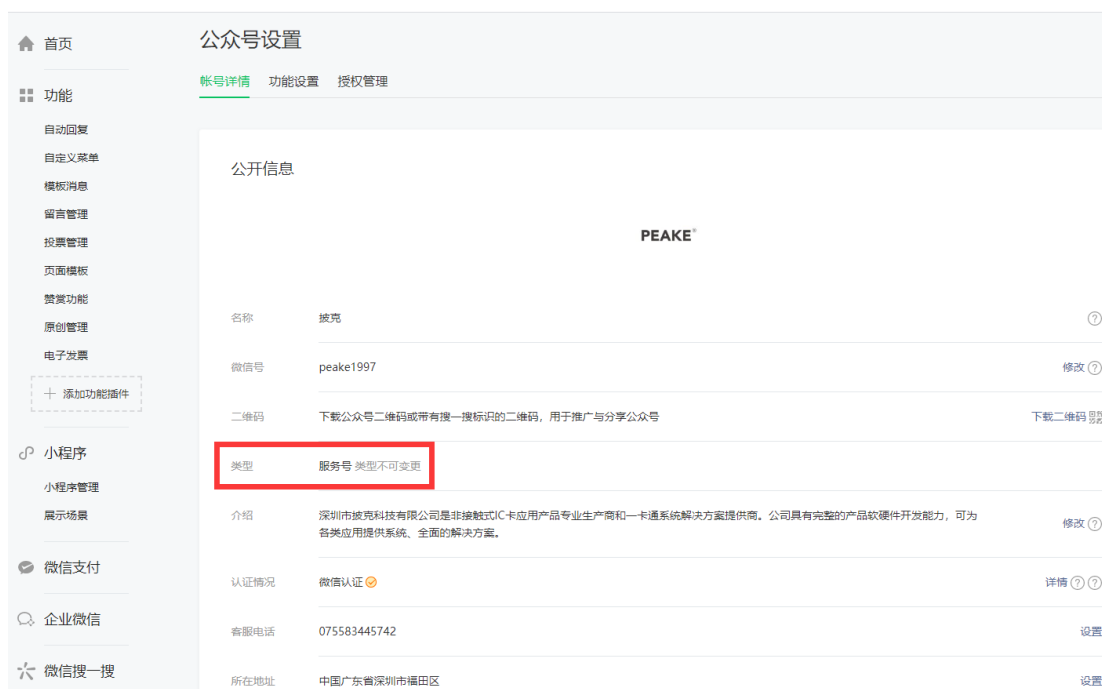 首页
功能
自动回复
自定义菜单
模板消息
留言管理
投票管理
页面模板
赞赏功能
原创管理
电子发票
添加功能插件
小程序
小程序管理
展示场景
微信支付
企业微信
微信搜一搜
公众号设置
帐号详情 功能设置 授权管理
公开信息
PEAKE®
名称 披克
微信号 peake1997 修改
二维码 下载公众号二维码或带有搜一搜标识的二维码，用于推广与分享公众号 下载二维码
类型 服务号 类型不可变更
介绍 深圳市披克科技有限公司是非接触式IC卡应用产品专业生产商和一卡通系统解决方案提供商。公司具有完整的产品软硬件开发能力，可为
各类应用提供系统、全面的解决方案。 修改
认证情况 微信认证 详情
客服电话 075583445742 设置
所在地址 中国广东省深圳市福田区 设置